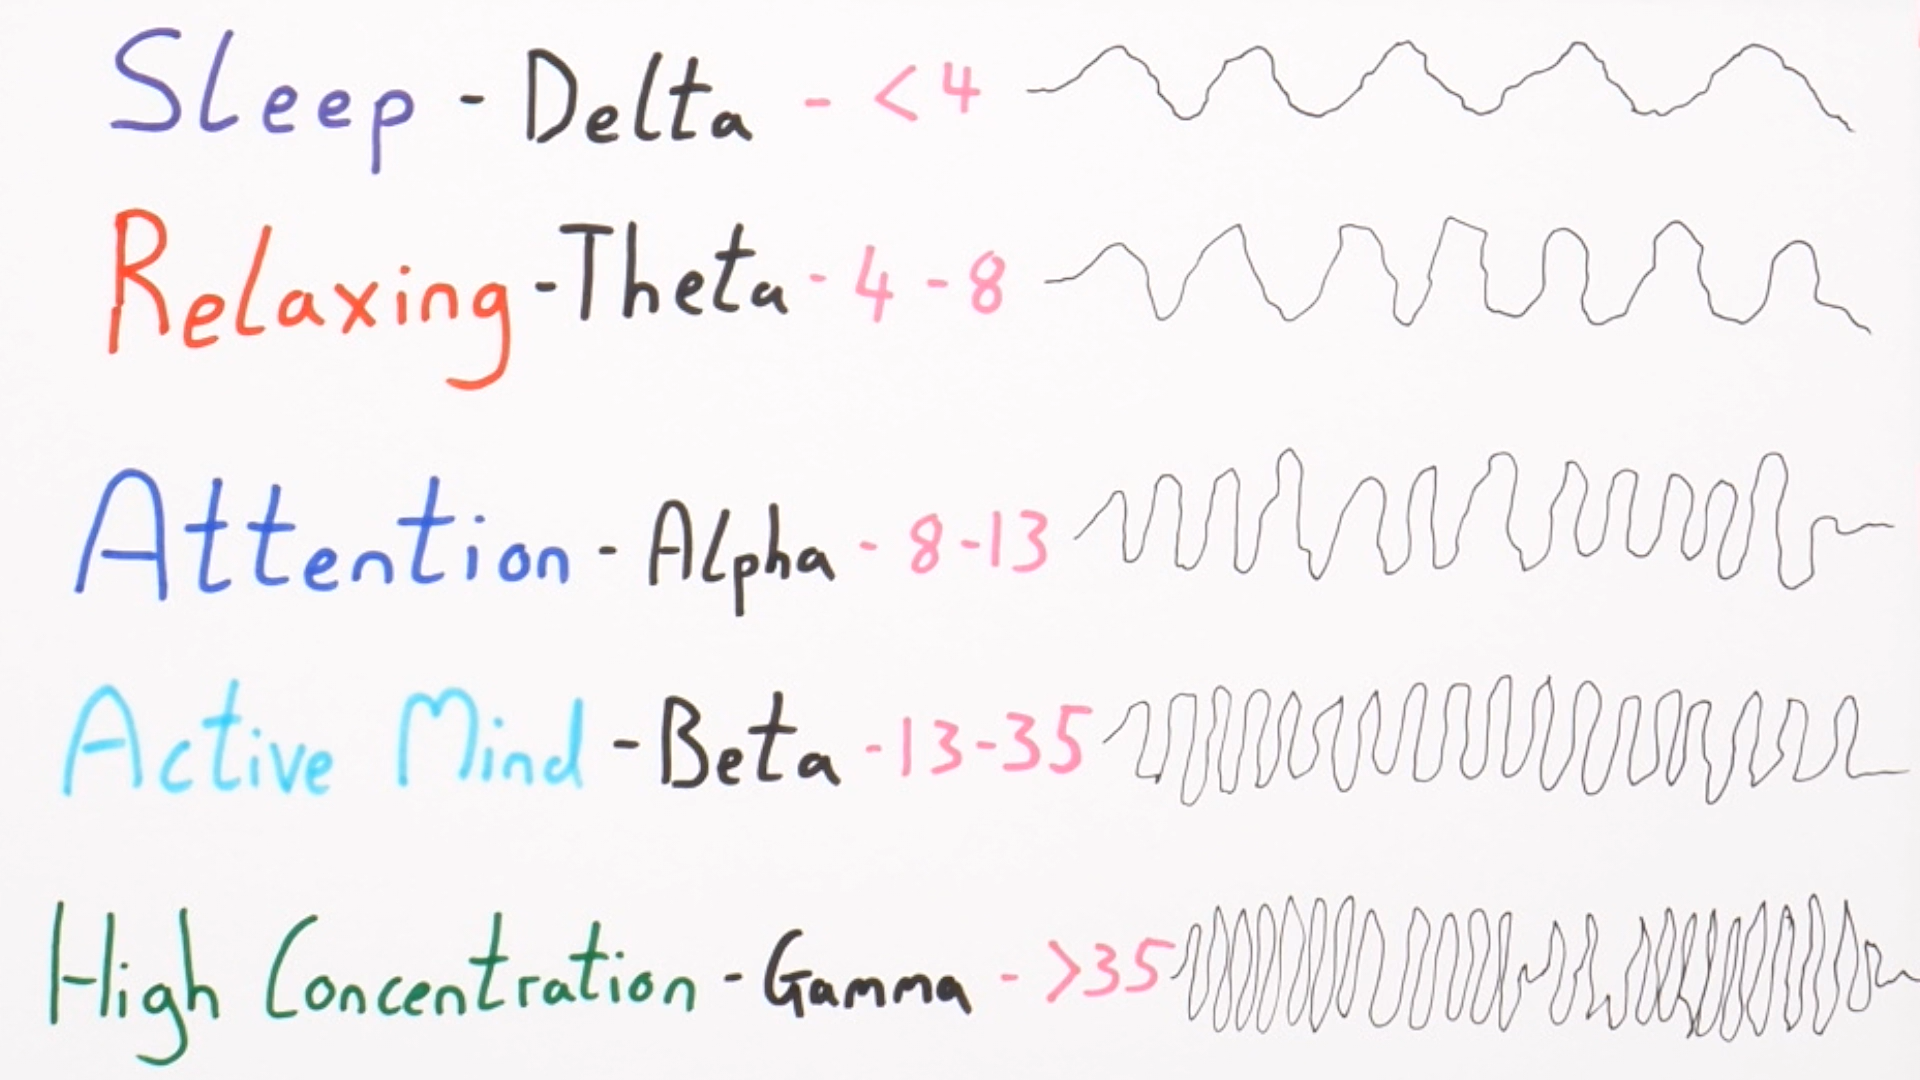 Sleep - Delta - <4
Relaxing - Theta - 4 - 8
Attention - Alpha - 8-13
Active Mind - Beta - 13-35
High Concentration - Gamma - >35